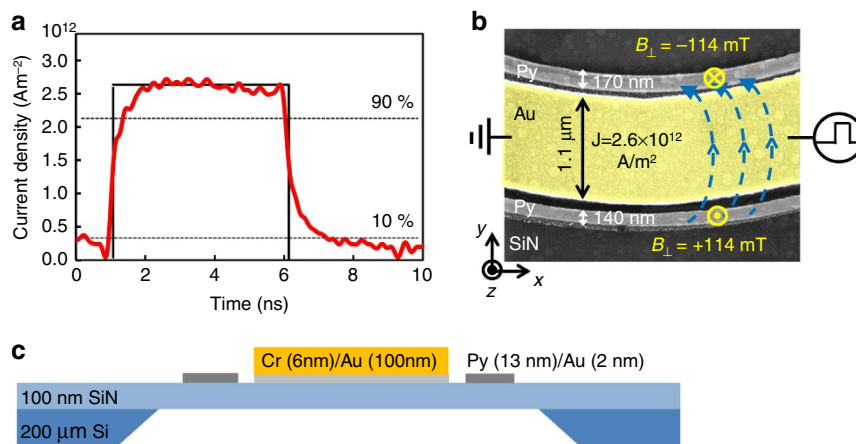 a
10¹²
Current density (Am⁻²)
3.0
2.5
2.0
1.5
1.0
0.5
0.0
90 %
10 %
0
2
4
6
8
10
Time (ns)
b
B⊥ = –114 mT
Py
170 nm
Au
1.1 μm
J=2.6×10¹²
A/m²
Py
140 nm
SiN
B⊥ = +114 mT
y
z
x
c
Cr (6nm)/Au (100nm)
Py (13 nm)/Au (2 nm)
100 nm SiN
200 μm Si